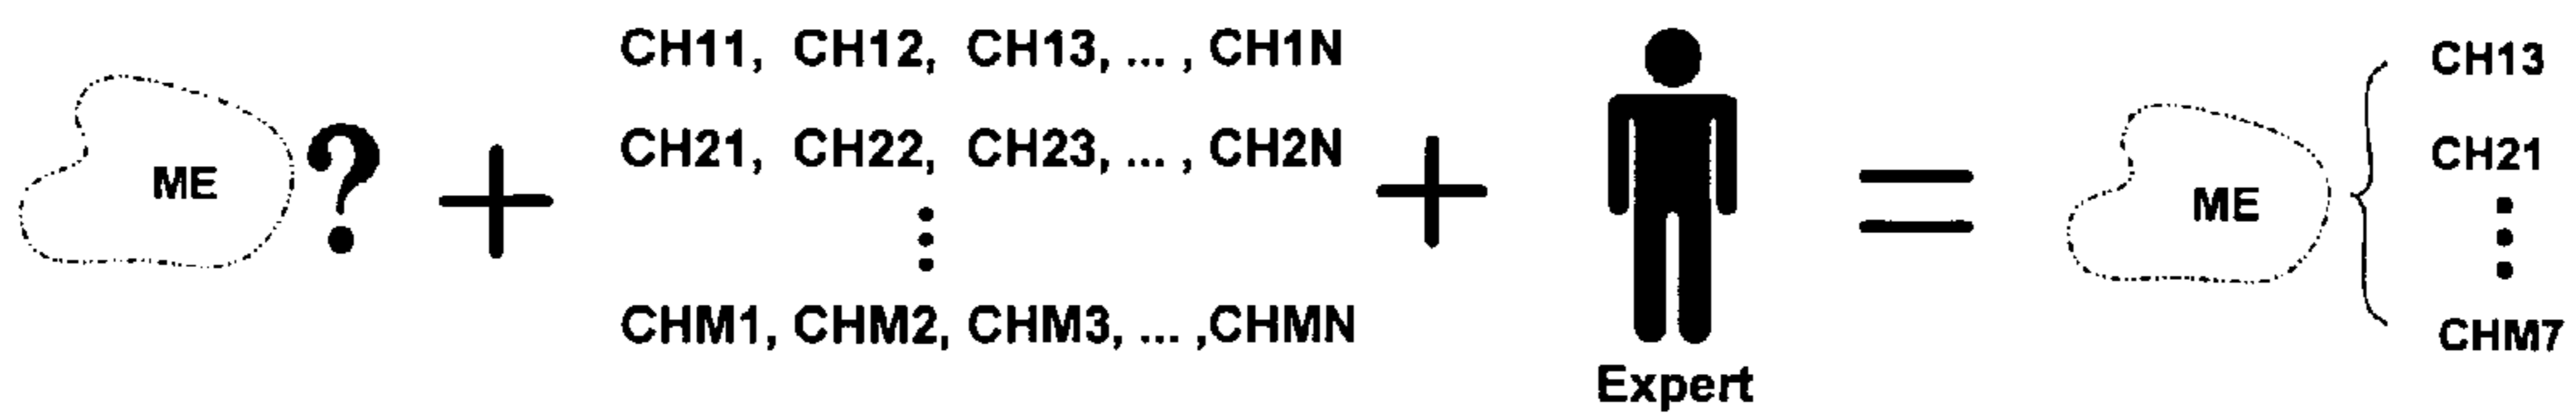 ME ?
CH11, CH12, CH13, ... , CH1N
CH21, CH22, CH23, ... , CH2N
CHM1, CHM2, CHM3, ... ,CHMN
Expert
ME
CH13
CH21
CHM7